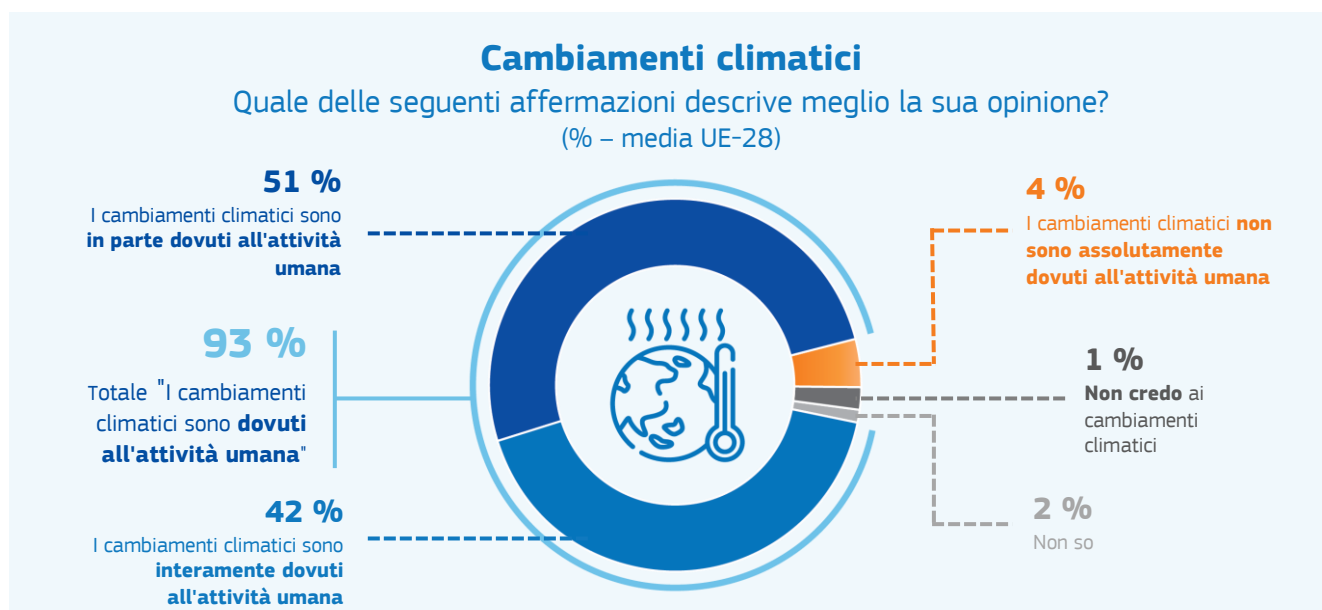 Cambiamenti climatici
Quale delle seguenti affermazioni descrive meglio la sua opinione?
(% – media UE-28)
51 %
I cambiamenti climatici sono
in parte dovuti all'attività
umana
93 %
Totale "I cambiamenti
climatici sono dovuti
all'attività umana"
42 %
I cambiamenti climatici sono
interamente dovuti
all'attività umana
4 %
I cambiamenti climatici non
sono assolutamente
dovuti all'attività umana
1 %
Non credo ai
cambiamenti
climatici
2 %
Non so